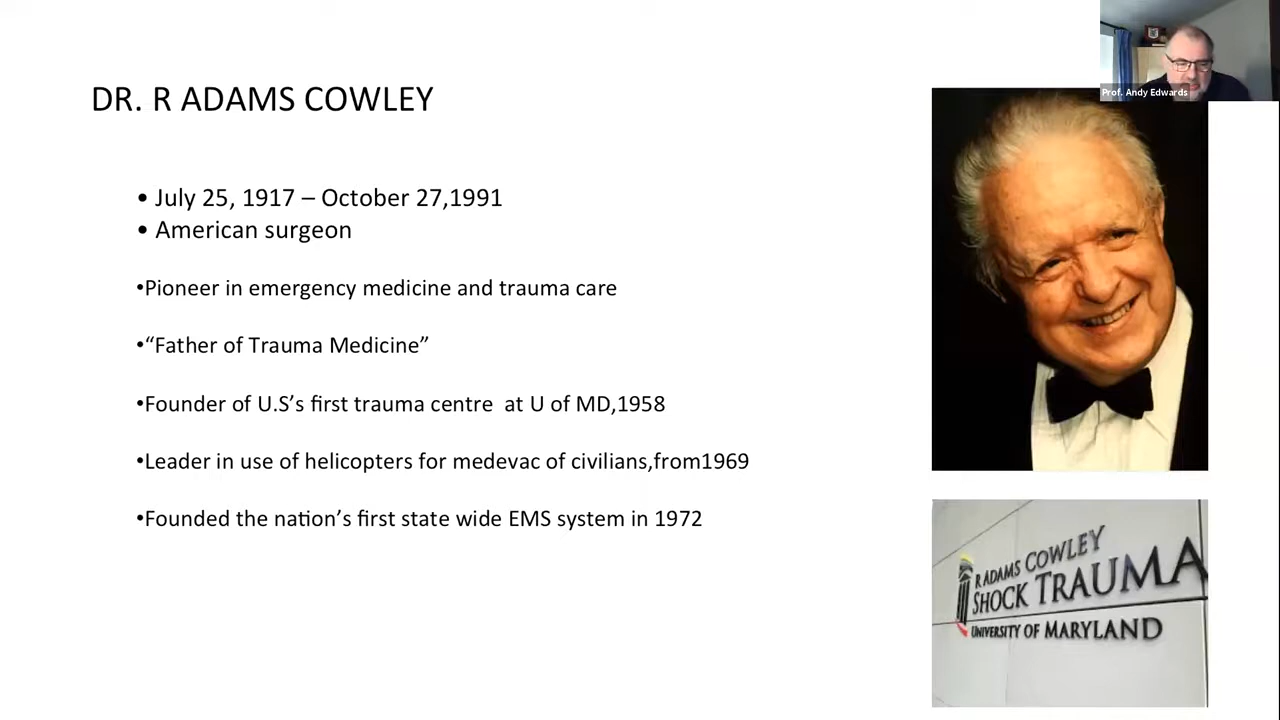 Prof. Andy Edwards
DR. R ADAMS COWLEY
• July 25, 1917 – October 27,1991
• American surgeon
•Pioneer in emergency medicine and trauma care
•“Father of Trauma Medicine”
•Founder of U.S’s first trauma centre  at U of MD,1958
•Leader in use of helicopters for medevac of civilians,from1969
•Founded the nation’s first state wide EMS system in 1972
R ADAMS COWLEY
SHOCK TRAUMA
UNIVERSITY OF MARYLAND